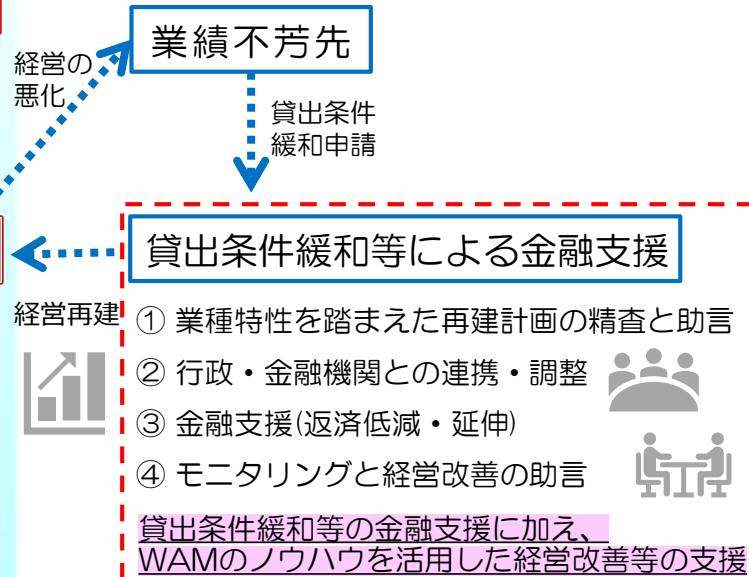 業績不芳先
経営の
悪化
貸出条件
緩和申請
貸出条件緩和等による金融支援
経営再建
① 業種特性を踏まえた再建計画の精査と助言
② 行政・金融機関との連携・調整
③ 金融支援(返済低減・延伸)
④ モニタリングと経営改善の助言
貸出条件緩和等の金融支援に加え、
WAMのノウハウを活用した経営改善等の支援